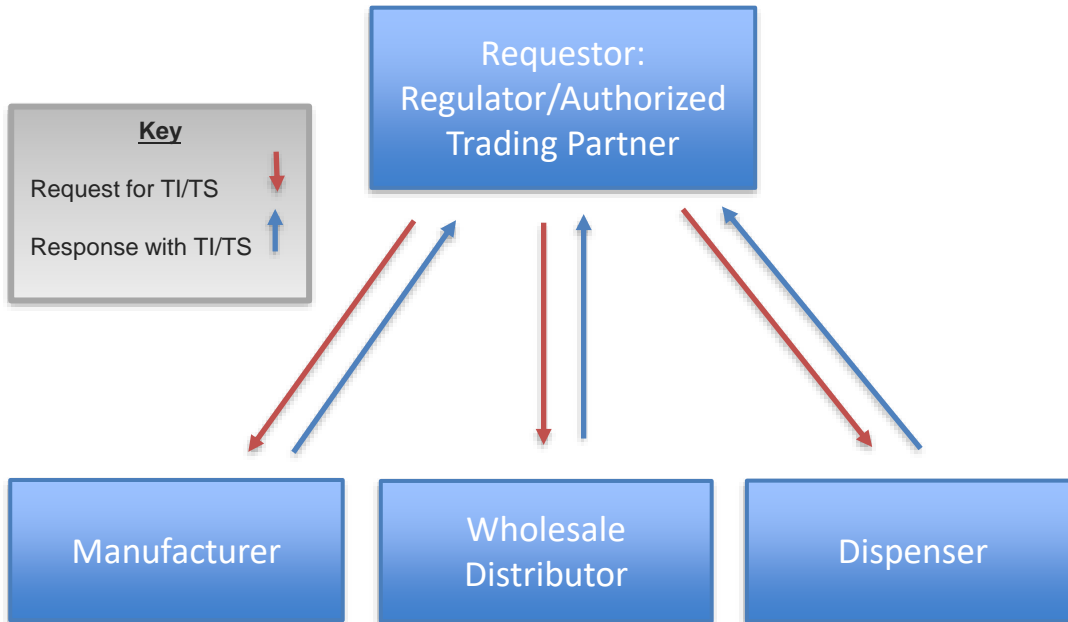 Requestor:
Regulator/Authorized
Trading Partner
Key
Request for TI/TS
Response with TI/TS
Manufacturer
Wholesale
Distributor
Dispenser